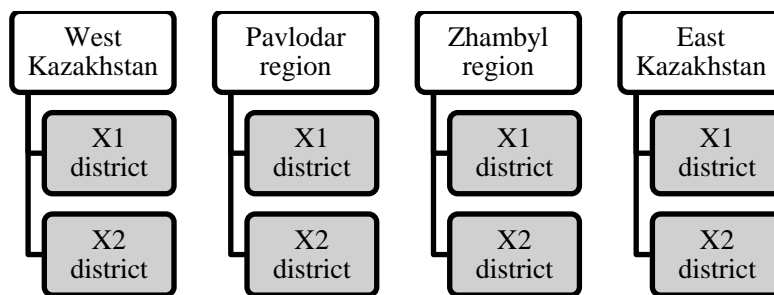 West
Kazakhstan
X1
district
X2
district
Pavlodar
region
X1
district
X2
district
Zhambyl
region
X1
district
X2
district
East
Kazakhstan
X1
district
X2
district